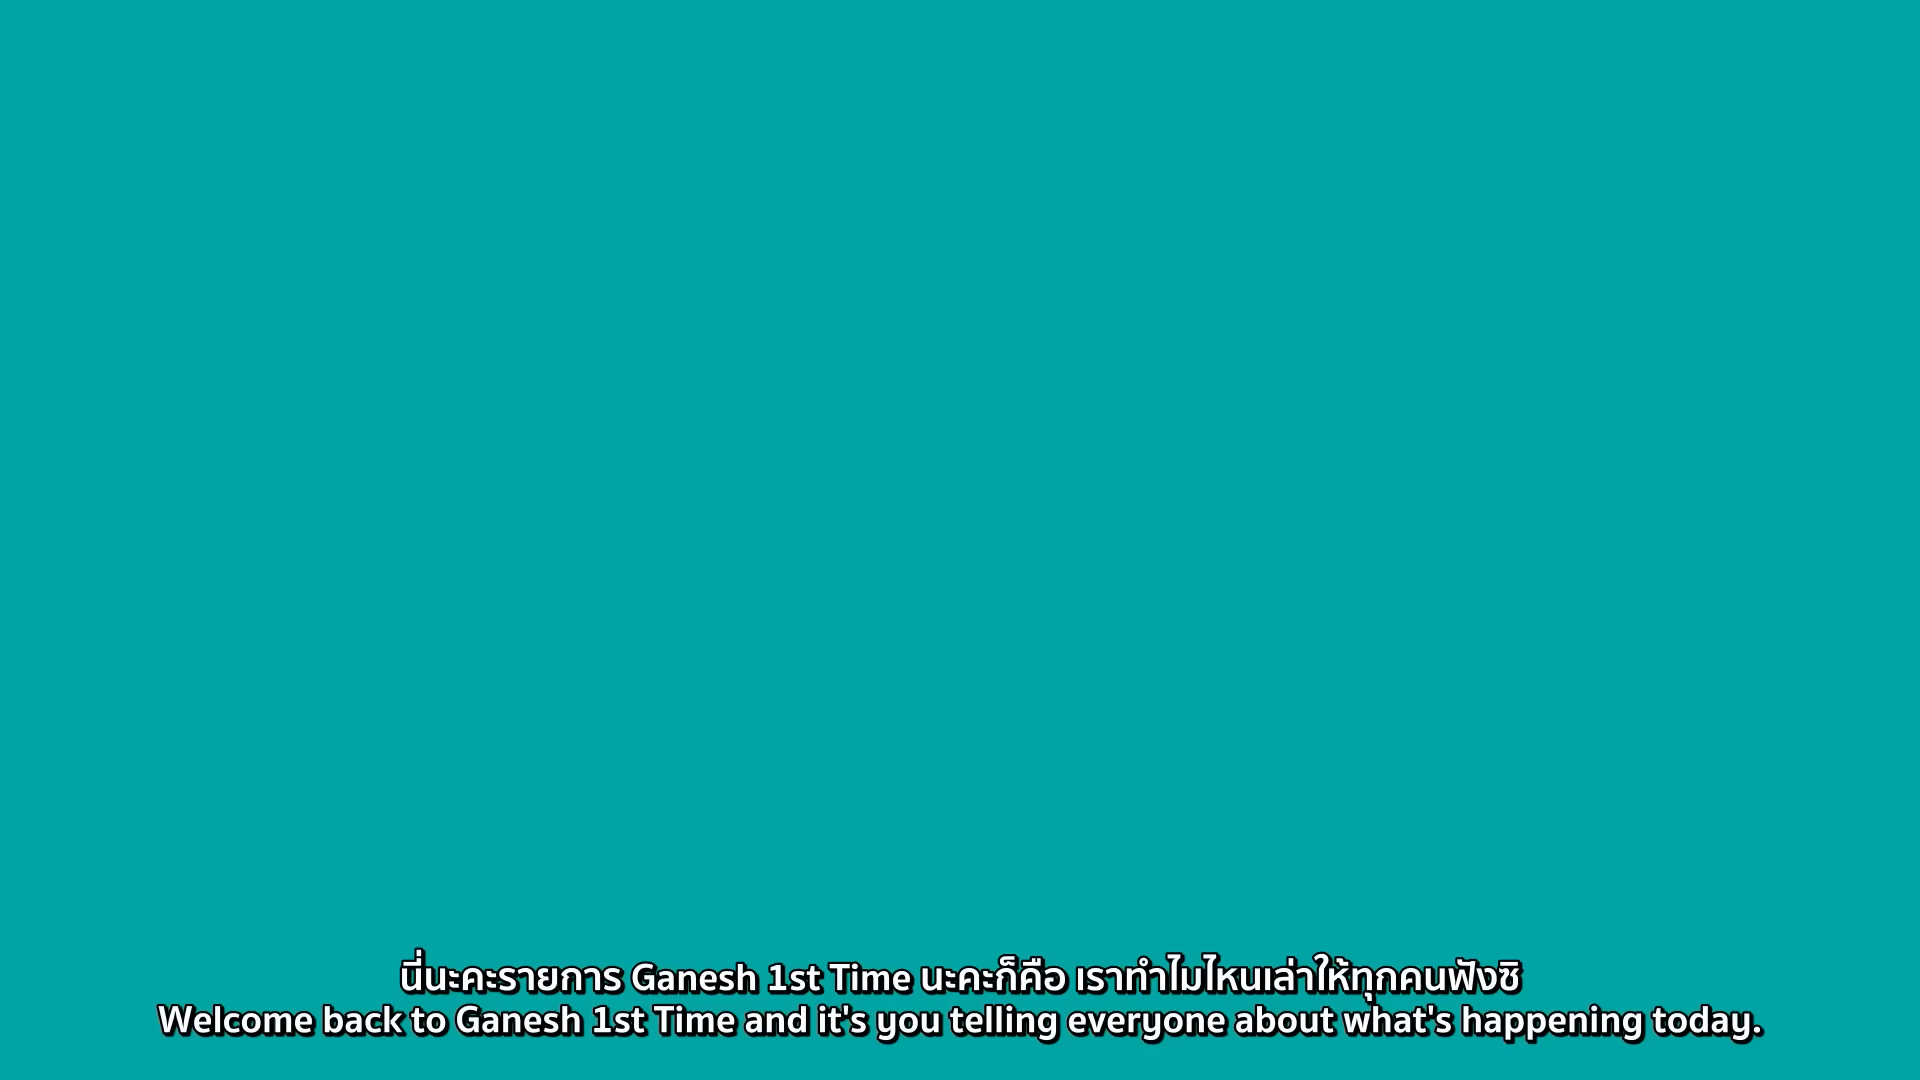 นี่นะคะรายการ Ganesh 1st Time นะคะก็คือ เราทำไมไหนเล่าให้ทุกคนฟังซิ
Welcome back to Ganesh 1st Time and it's you telling everyone about what's happening today.